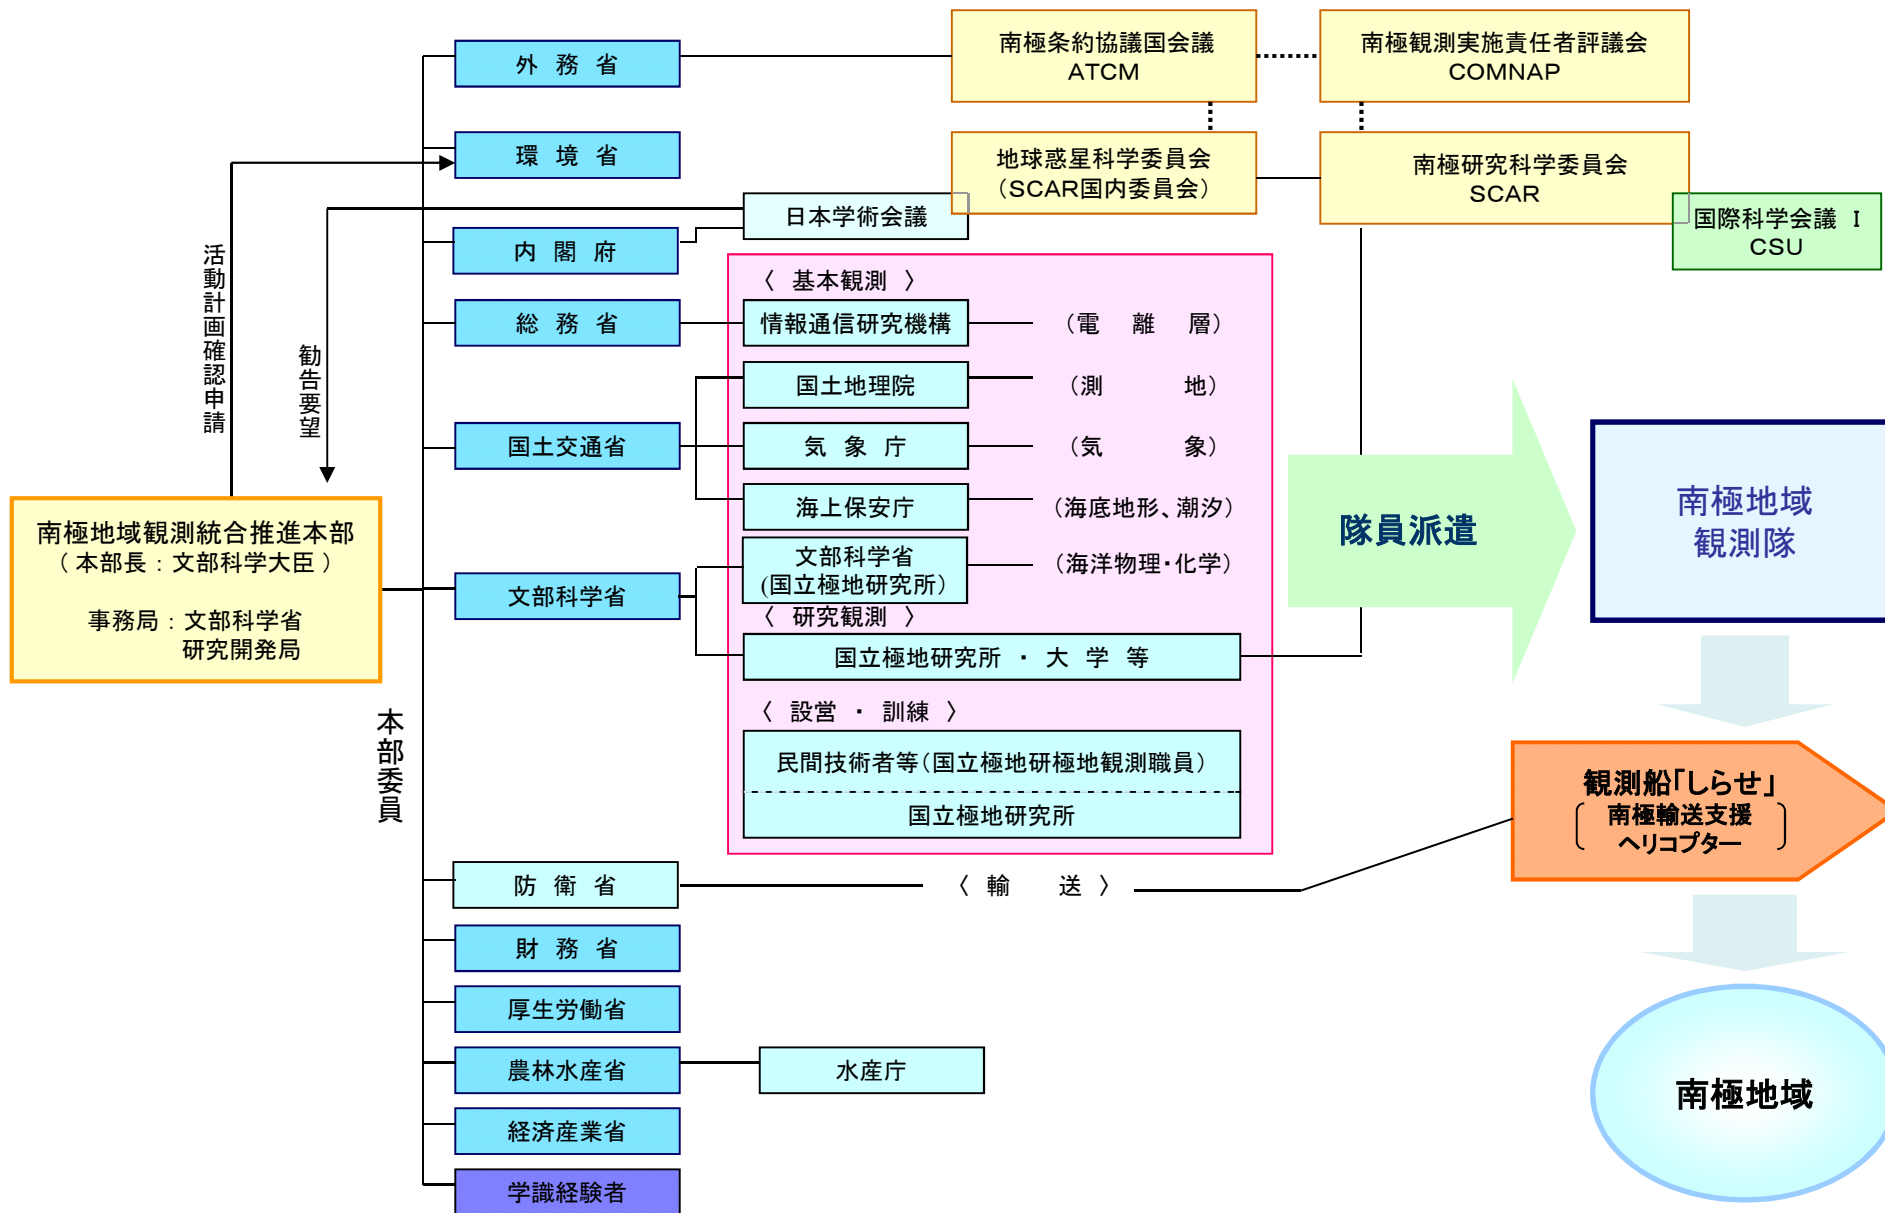 外務省
南極条約協議国会議
ATCM
南極観測実施責任者評議会
COMNAP
環境省
地球惑星科学委員会
（SCAR国内委員会）
南極研究科学委員会
SCAR
日本学術会議
国際科学会議 I
CSU
内閣府
活動計画確認申請
勧告要望
〈 基本観測 〉
総務省
情報通信研究機構
（電 離 層）
国土地理院
（測 地）
国土交通省
気象庁
（気 象）
海上保安庁
（海底地形、潮汐）
文部科学省
文部科学省
(国立極地研究所）
（海洋物理・化学）
〈 研究観測 〉
国立極地研究所 ・ 大 学 等
〈 設営 ・ 訓練 〉
民間技術者等（国立極地研極地観測職員）
国立極地研究所
隊員派遣
南極地域
観測隊
南極地域観測統合推進本部
（ 本部長 : 文部科学大臣 ）
事務局 : 文部科学省
研究開発局
本部委員
観測船「しらせ」
南極輸送支援
ヘリコプター
防衛省
〈 輸 送 〉
財務省
厚生労働省
農林水産省
水産庁
南極地域
経済産業省
学識経験者